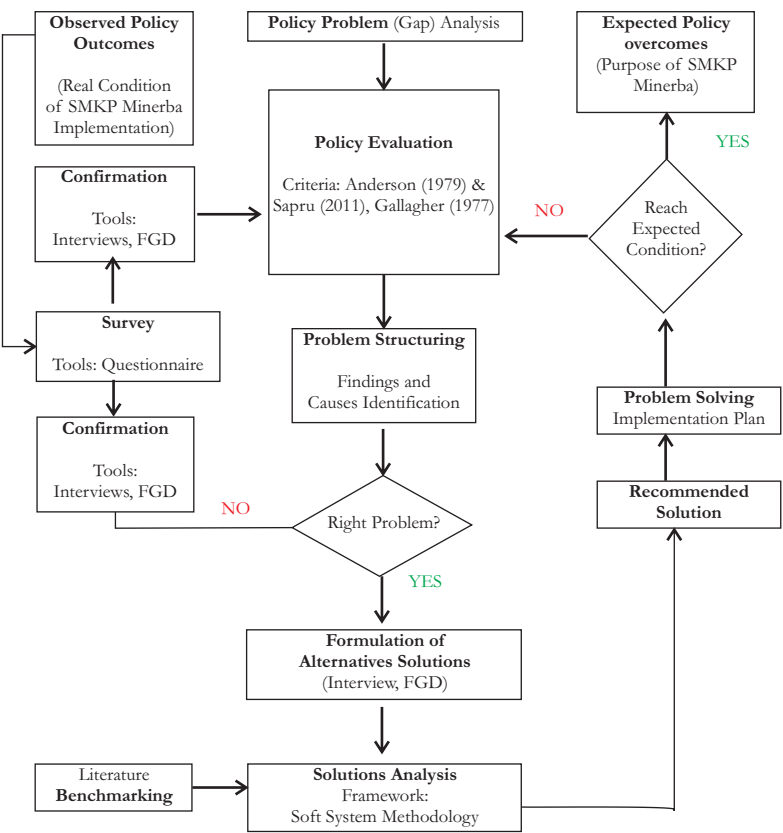 Observed Policy
Outcomes
(Real Condition
of SMKP Minerba
Implementation)
Policy Problem (Gap) Analysis
Expected Policy
overcomes
(Purpose of SMKP
Minerba)
YES
Policy Evaluation
Criteria: Anderson (1979) &
Sapru (2011), Gallagher (1977)
Confirmation
Tools:
Interviews, FGD
NO
Reach
Expected
Condition?
Survey
Tools: Questionnaire
Problem Structuring
Findings and
Causes Identification
Problem Solving
Implementation Plan
Confirmation
Tools:
Interviews, FGD
NO
Right Problem?
YES
Recommended
Solution
Formulation of
Alternatives Solutions
(Interview, FGD)
Literature
Benchmarking
Solutions Analysis
Framework:
Soft System Methodology